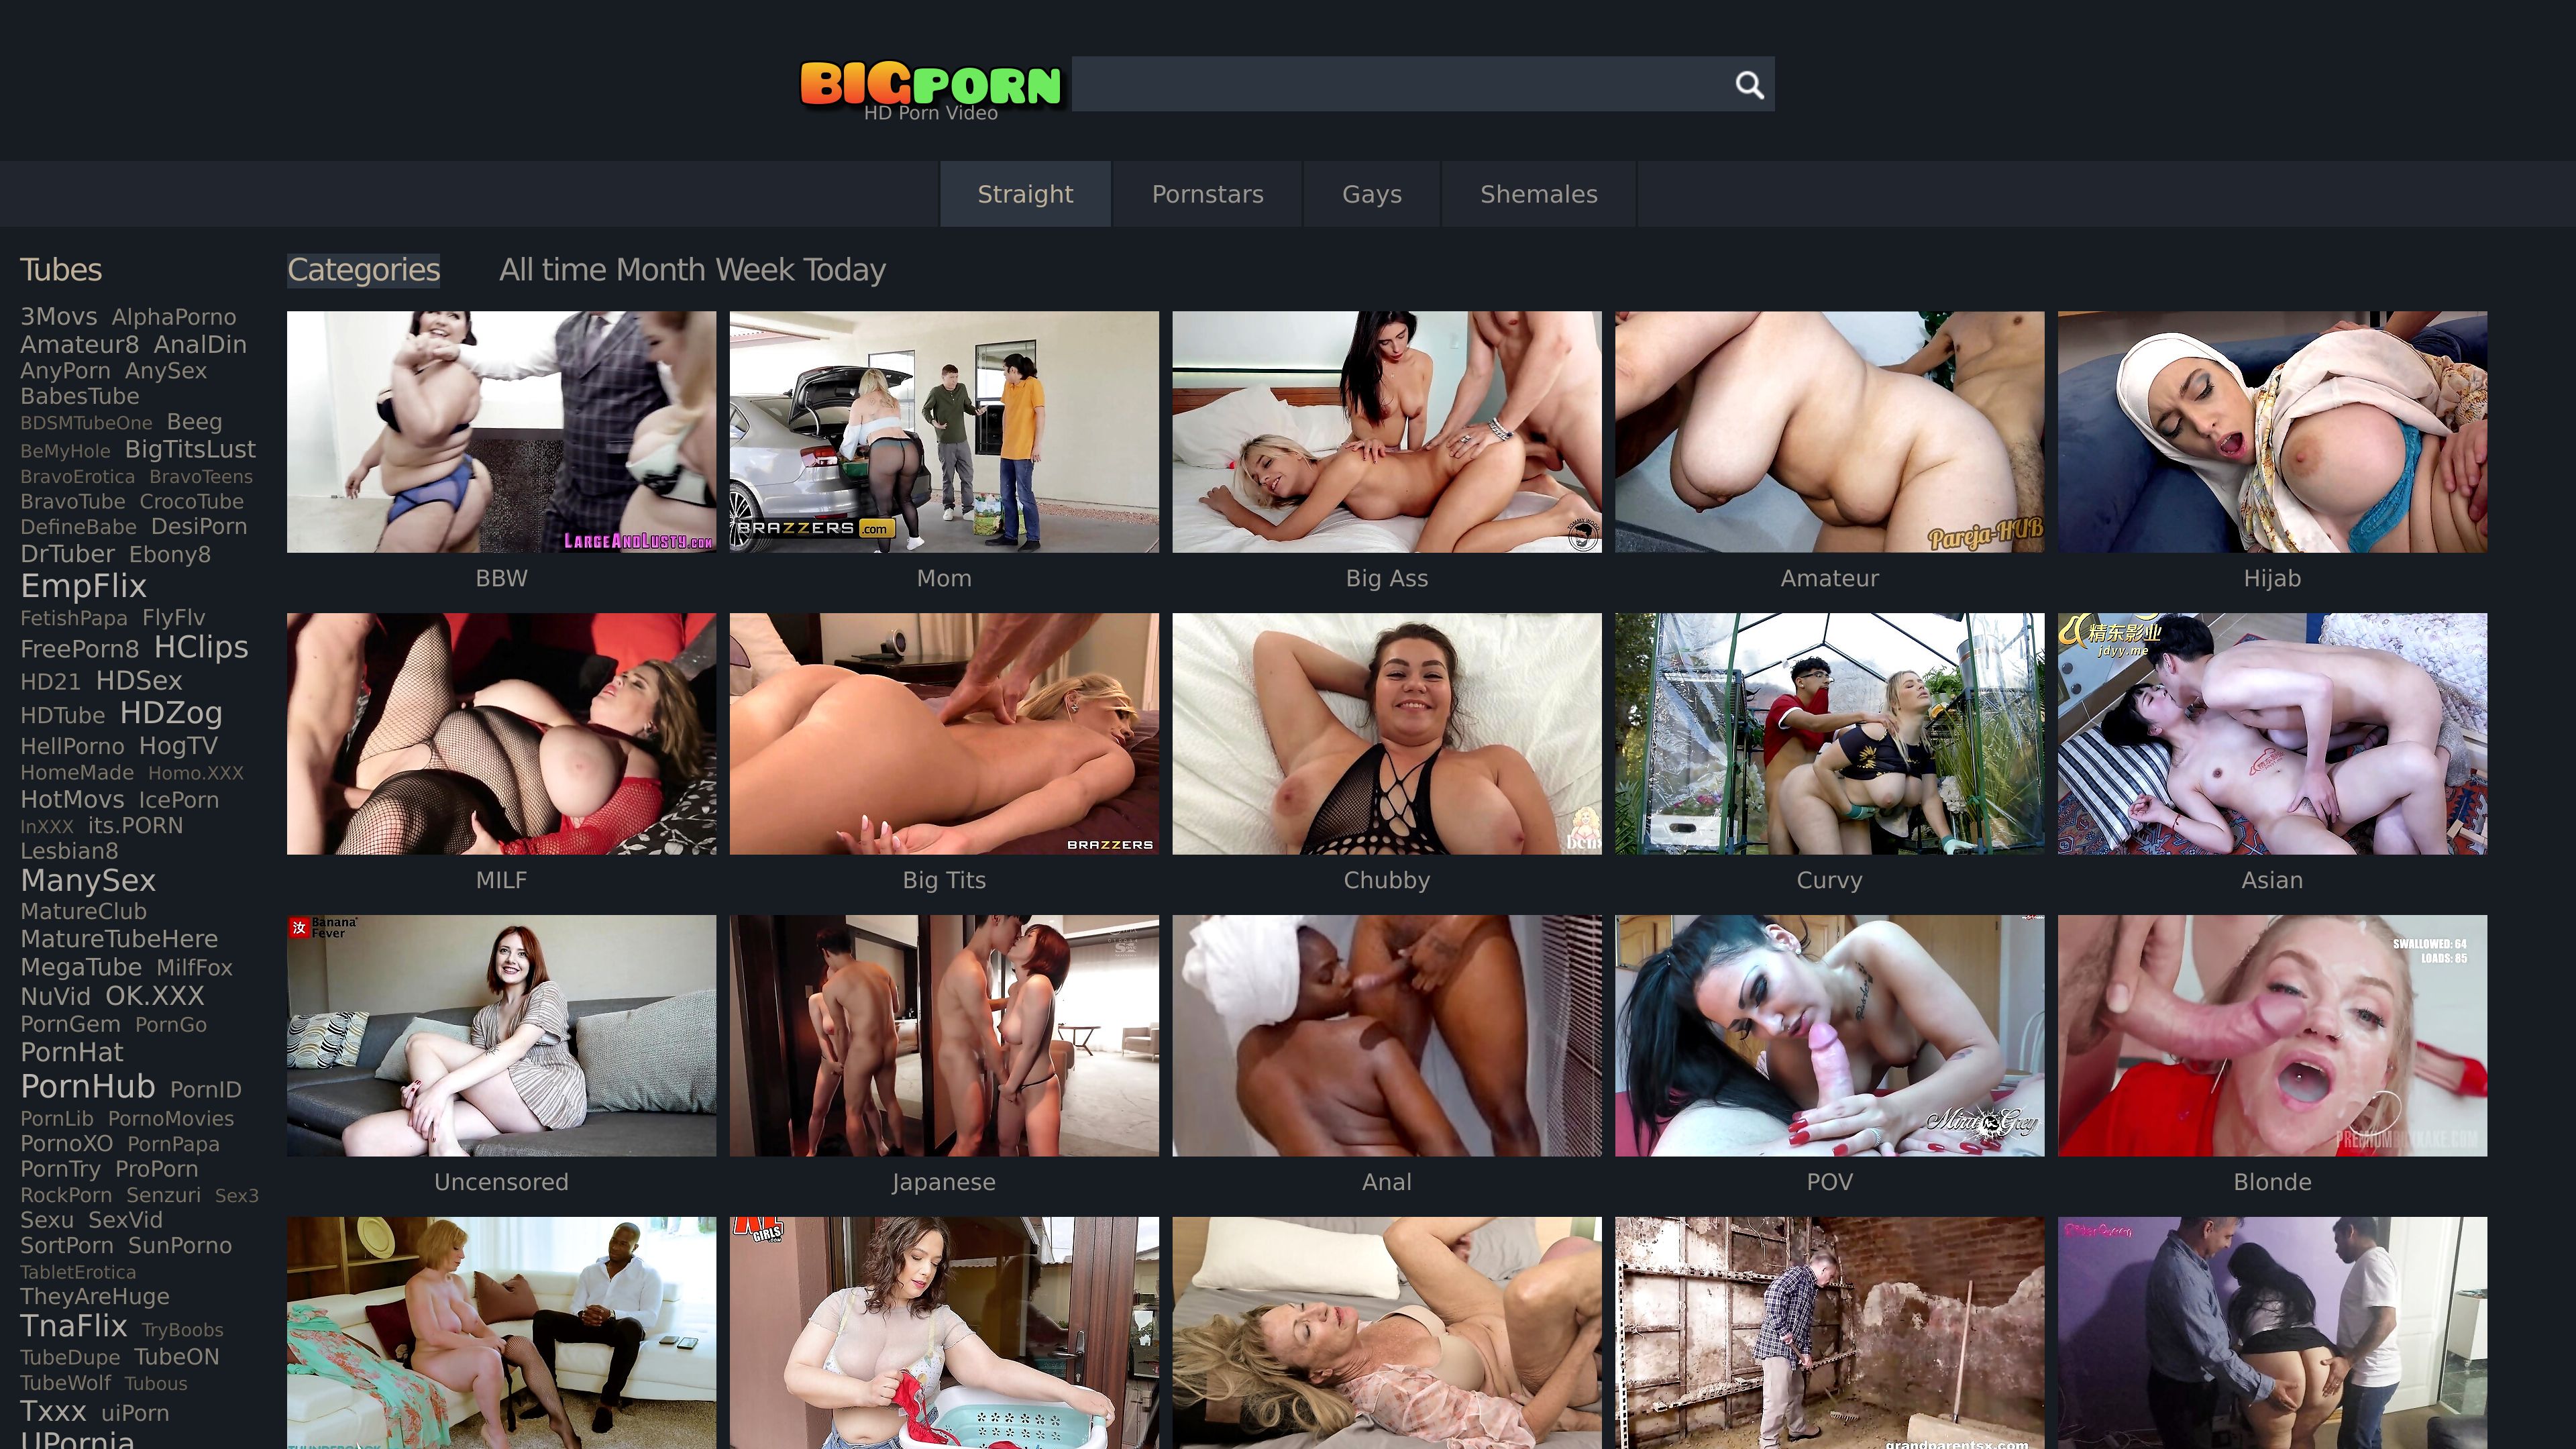 BIGPORN
HD Porn Video
Straight Pornstars Gays Shemales
Tubes
3Movs AlphaPorno
Amateur8 AnalDin
AnyPorn AnySex
BabesTube
BDSMTubeOne Beeg
BeMyHole BigTitsLust
BravoErotica BravoTeens
BravoTube CrocoTube
DefineBabe DesiPorn
DrTuber Ebony8
EmpFlix
FetishPapa FlyFlv
FreePorn8 HClips
HD21 HDSex
HDTube HDZog
HellPorno HogTV
HomeMade Homo.XXX
HotMovs IcePorn
InXXX its.PORN
Lesbian8
ManySex
MatureClub
MatureTubeHere
MegaTube MilfFox
NuVid OK.XXX
PornGem PornGo
PornHat
PornHub PornID
PornLib PornoMovies
PornoXO PornPapa
PornTry ProPorn
RockPorn Senzuri Sex3
Sexu SexVid
SortPorn SunPorno
TabletErotica
TheyAreHuge
TnaFlix TryBoobs
TubeDupe TubeON
TubeWolf Tubous
Txxx uiPorn
UPornia
Categories All time Month Week Today
LARGEANDLUSTY.COM
BRAZZERS.com
Pareja-HUB
BBW Mom Big Ass Amateur Hijab
BRAZZERS
精东影业
jdyy.me
MILF Big Tits Chubby Curvy Asian
汝 Banana
Fever
SWALLOWED: 64
LOADS: 85
Uncensored Japanese Anal POV Blonde
XL
GIRLS.COM
grandparentsx.com